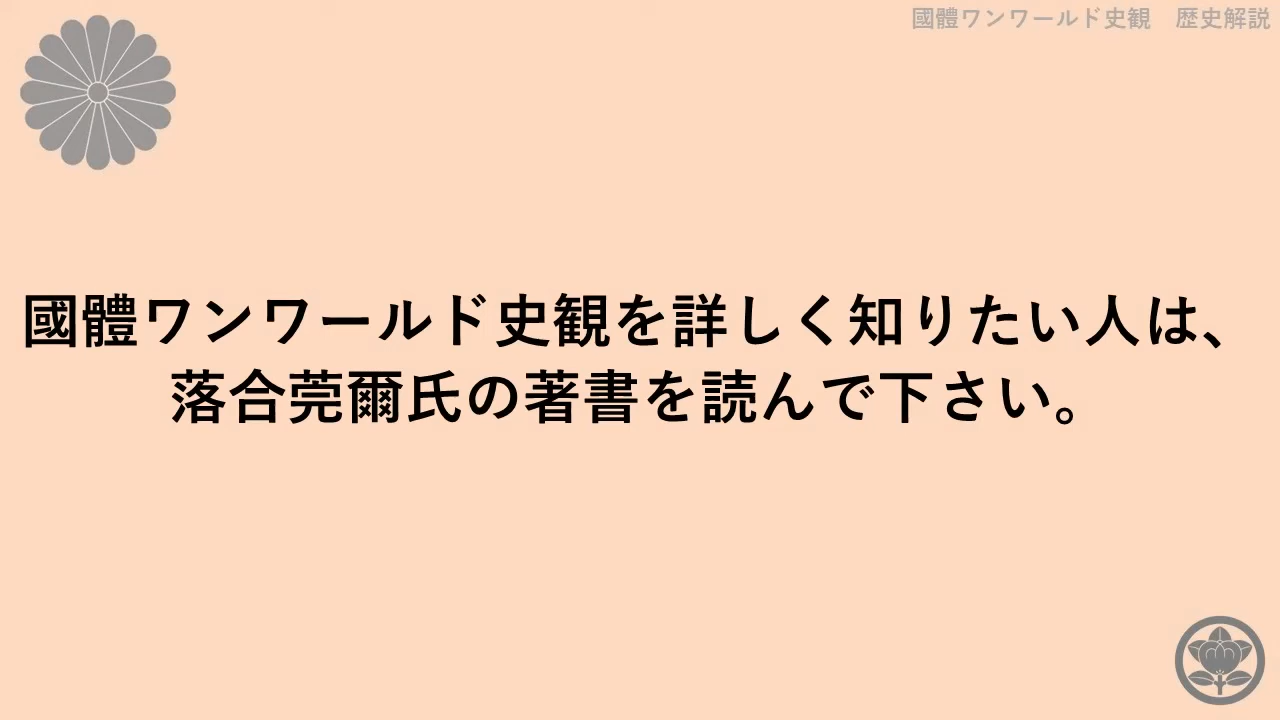 國體ワンワールド史観　歴史解説
國體ワンワールド史観を詳しく知りたい人は、
落合莞爾氏の著書を読んで下さい。